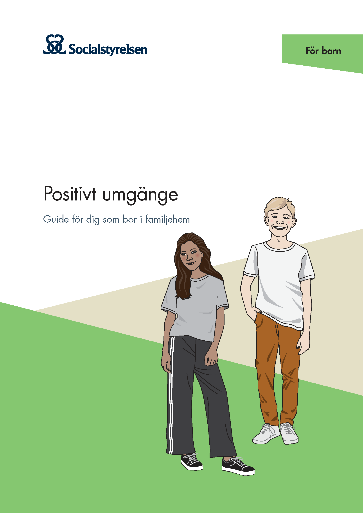 Socialstyrelsen
För barn
Positivt umgänge
Guide för dig som bor i familjehem